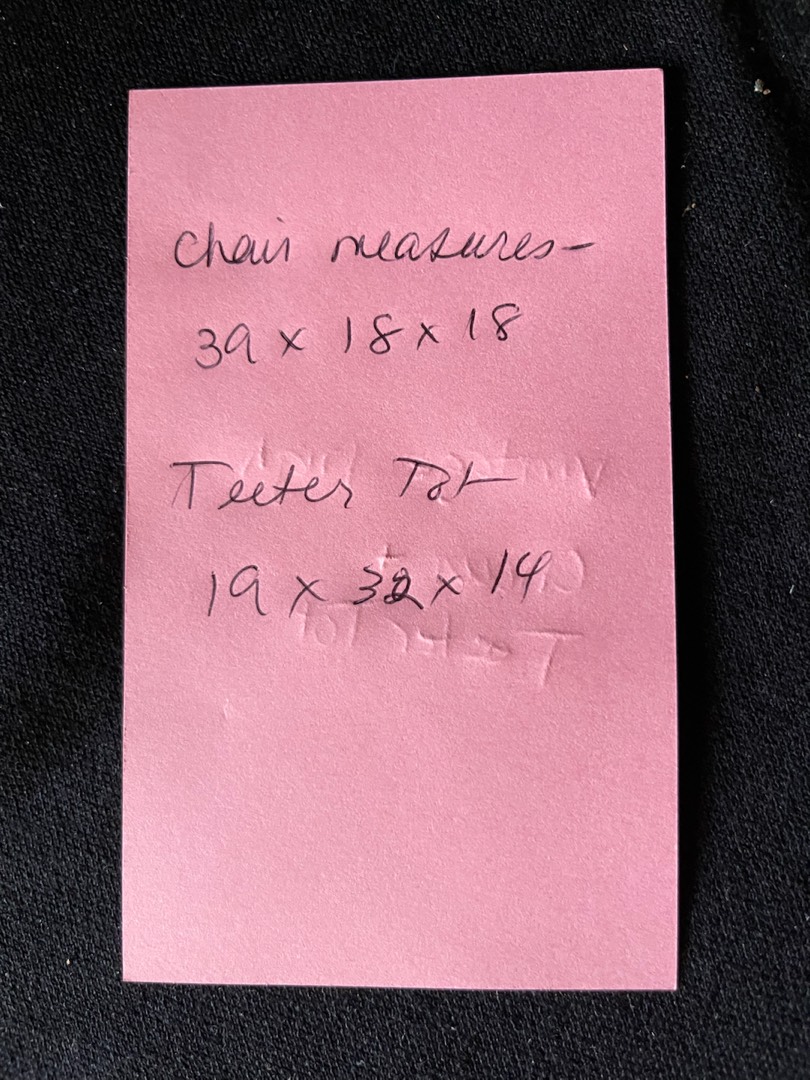 Chair measures-
39 x 18 x 18
Teeter Tot
19 x 32 x 14